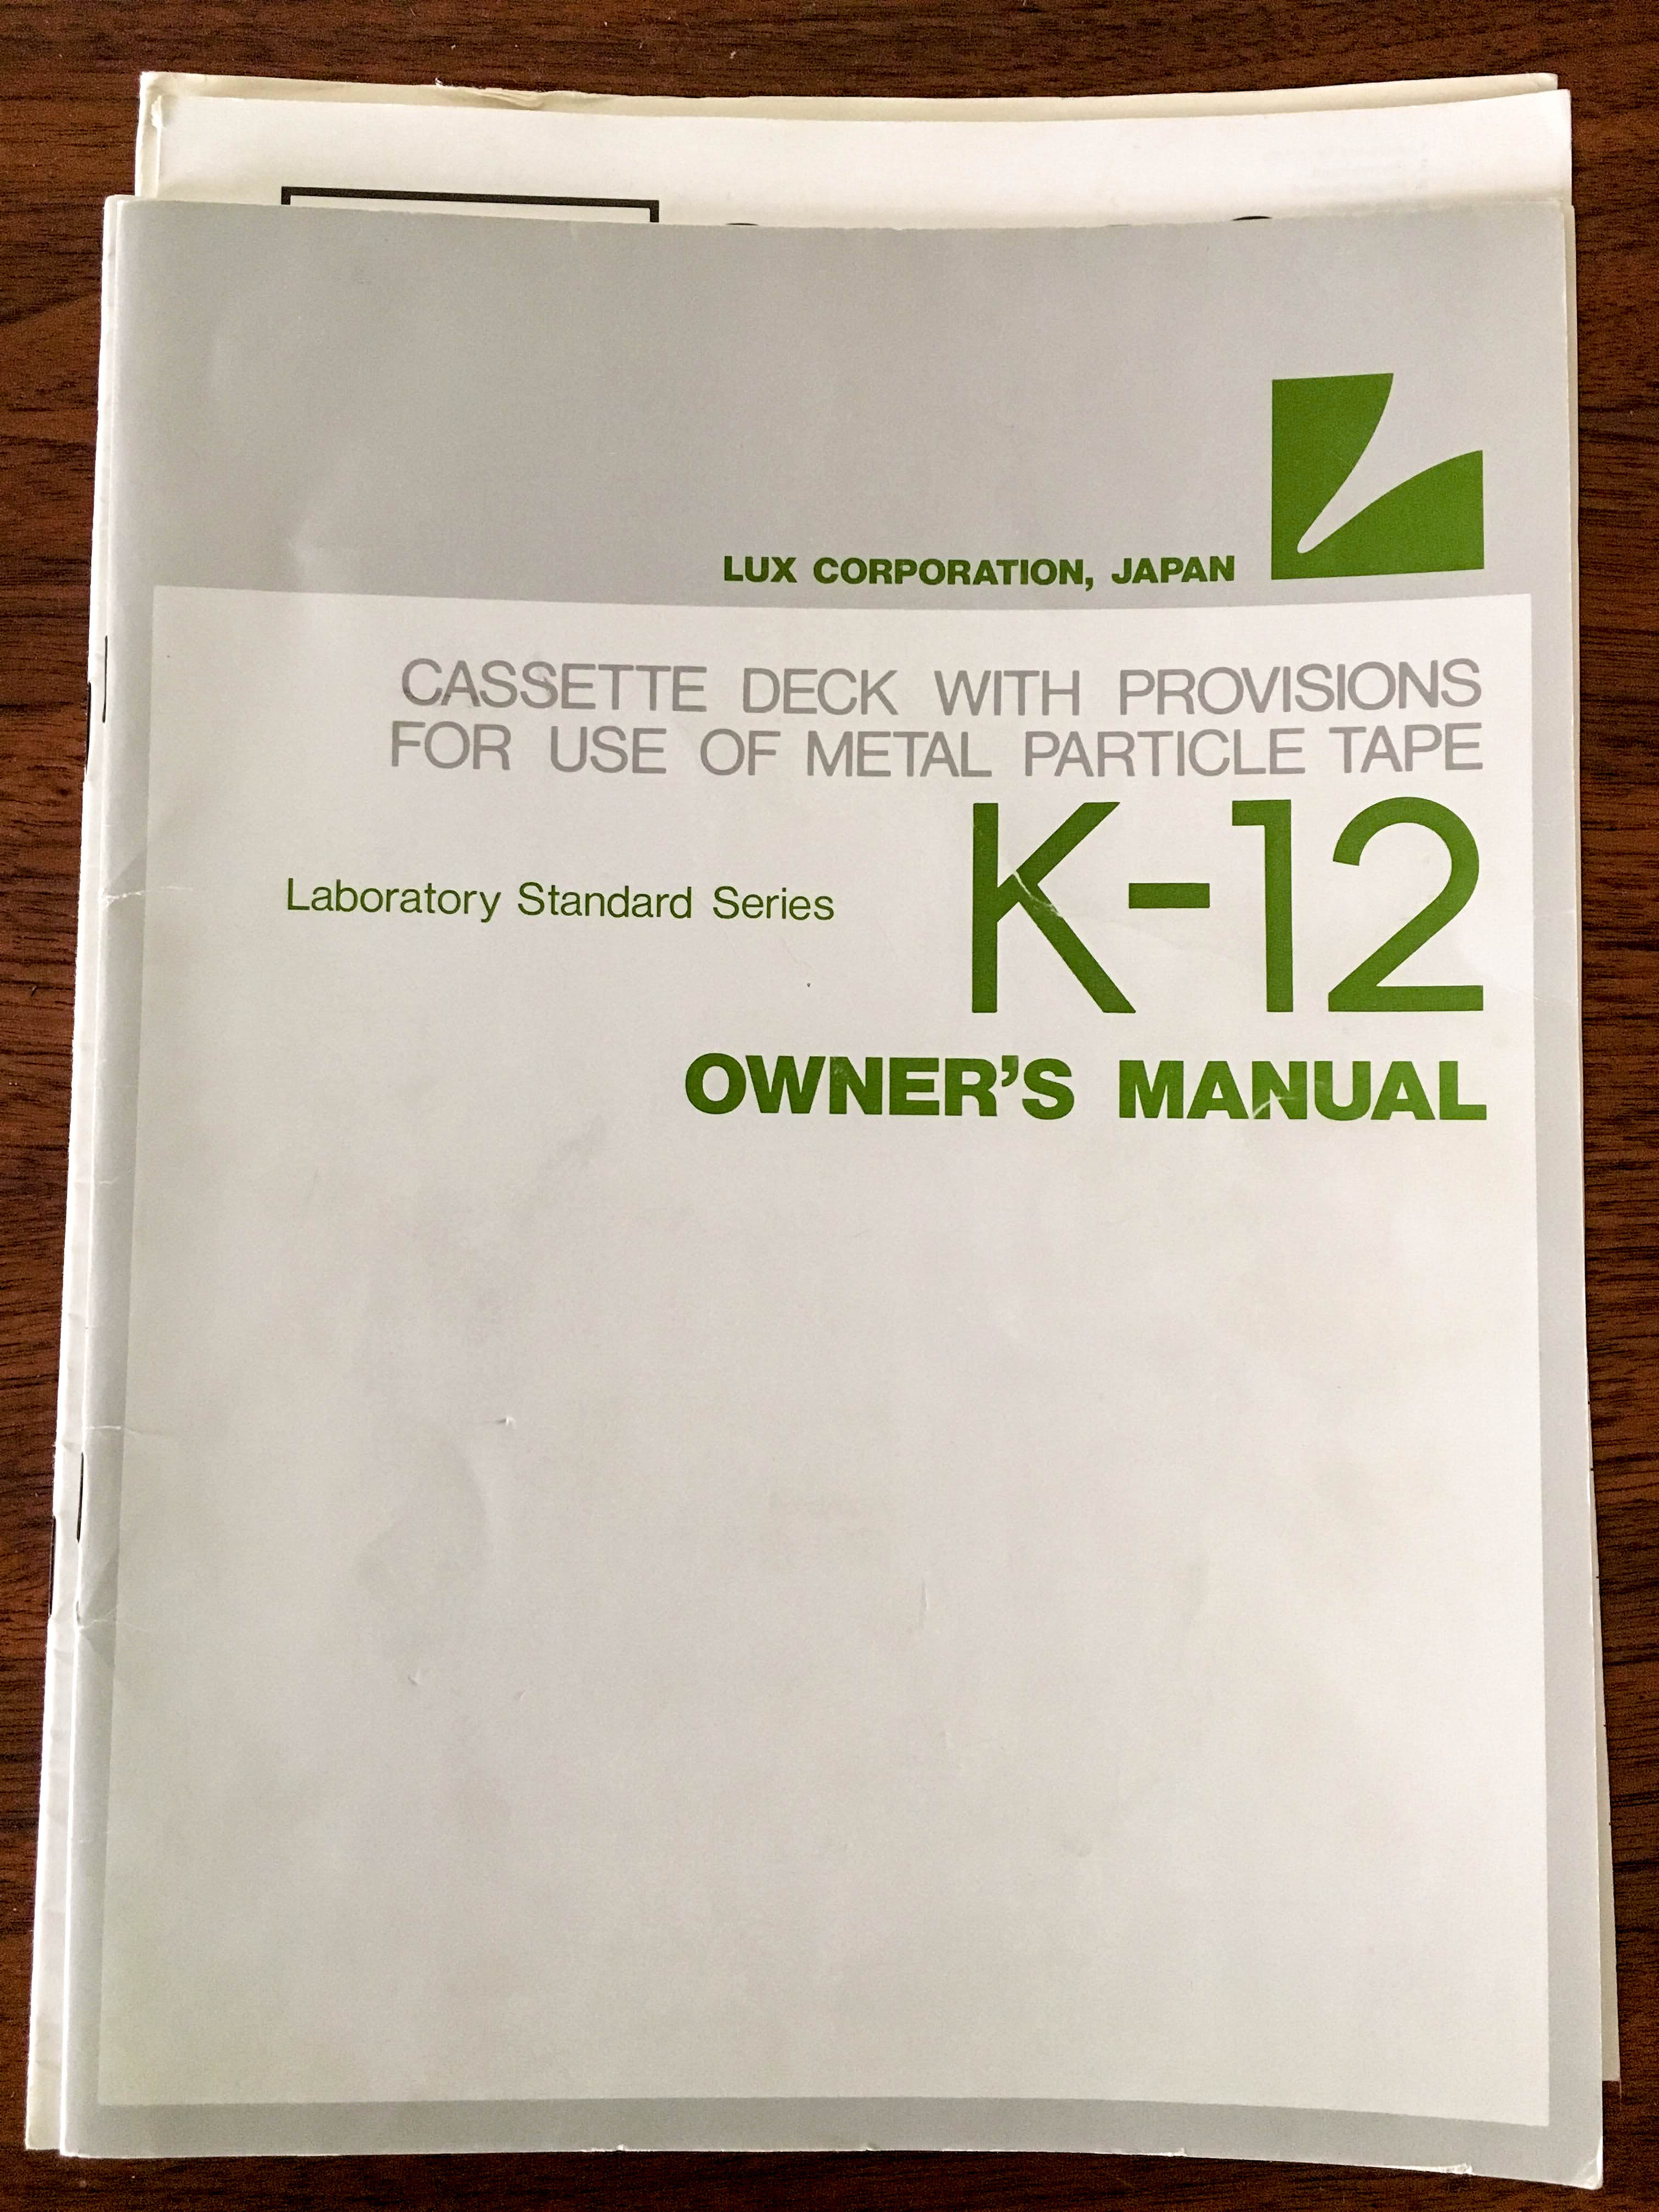 LUX CORPORATION, JAPAN
CASSETTE DECK WITH PROVISIONS
FOR USE OF METAL PARTICLE TAPE
Laboratory Standard Series K-12
OWNER'S MANUAL